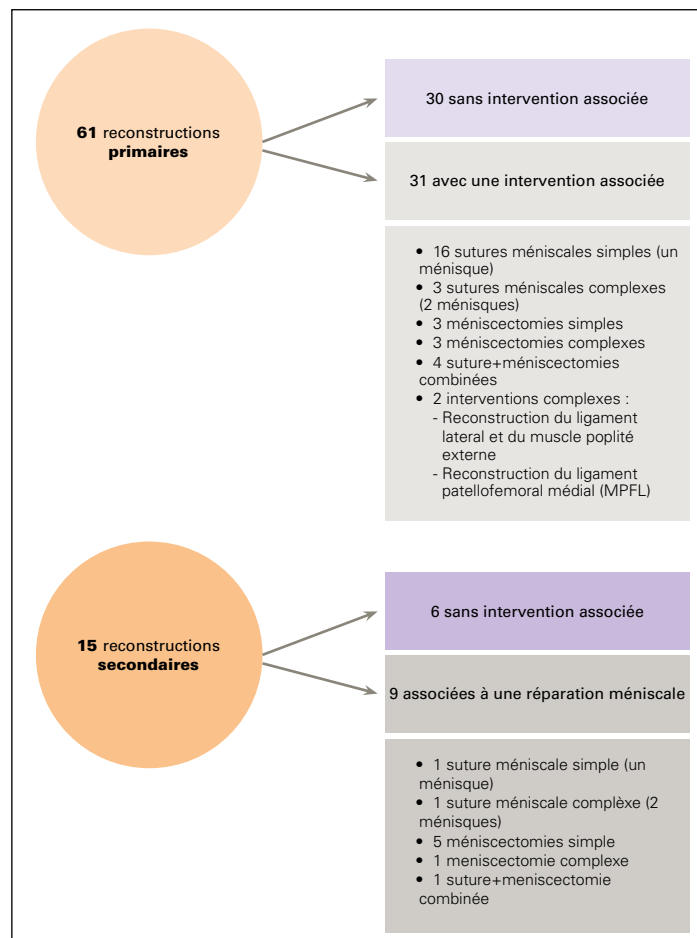 61 reconstructions
primaires
30 sans intervention associée
31 avec une intervention associée
• 16 sutures méniscales simples (un
ménisque)
• 3 sutures méniscales complexes
(2 ménisques)
• 3 méniscectomies simples
• 3 méniscectomies complexes
• 4 suture+méniscectomies
combinées
• 2 interventions complexes :
- Reconstruction du ligament
lateral et du muscle poplité
externe
- Reconstruction du ligament
patellofemoral médial (MPFL)
15 reconstructions
secondaires
6 sans intervention associée
9 associées à une réparation méniscale
• 1 suture méniscale simple (un
ménisque)
• 1 suture méniscale complèxe (2
ménisques)
• 5 méniscectomies simple
• 1 meniscectomie complexe
• 1 suture+meniscectomie
combinée